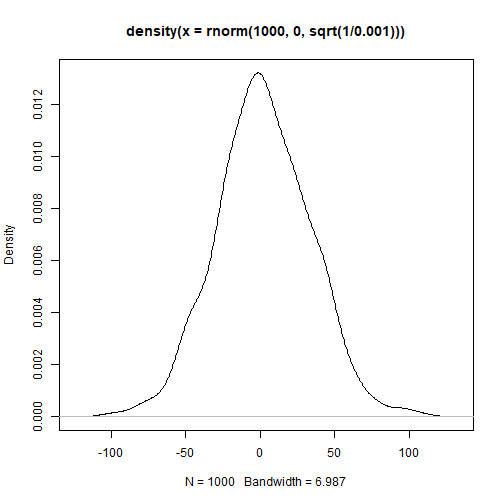 density(x = rnorm(1000, 0, sqrt(1/0.001)))
Density
0.012
0.010
0.008
0.006
0.004
0.002
0.000
-100 -50 0 50 100
N = 1000 Bandwidth = 6.987